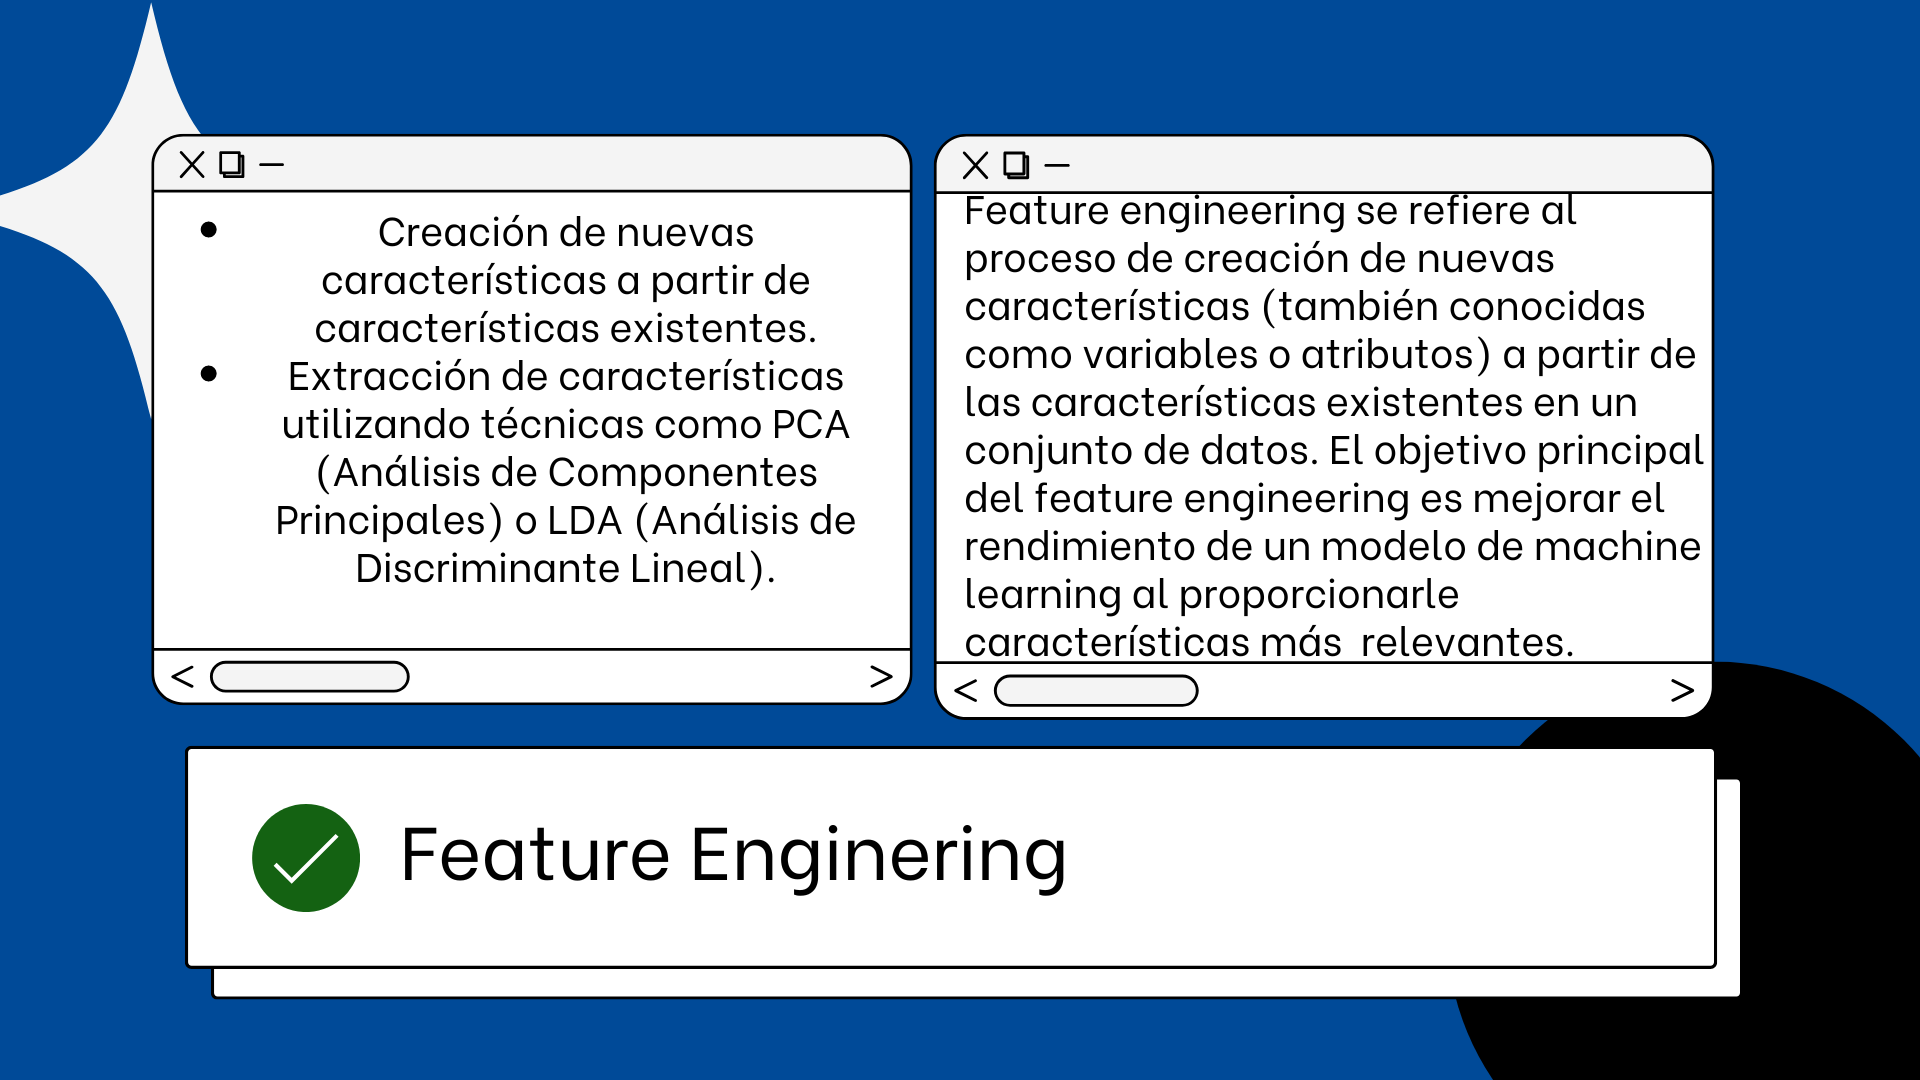 • Creación de nuevas
características a partir de
características existentes.
• Extracción de características
utilizando técnicas como PCA
(Análisis de Componentes
Principales) o LDA (Análisis de
Discriminante Lineal).
Feature engineering se refiere al
proceso de creación de nuevas
características (también conocidas
como variables o atributos) a partir de
las características existentes en un
conjunto de datos. El objetivo principal
del feature engineering es mejorar el
rendimiento de un modelo de machine
learning al proporcionarle
características más  relevantes.
Feature Enginering